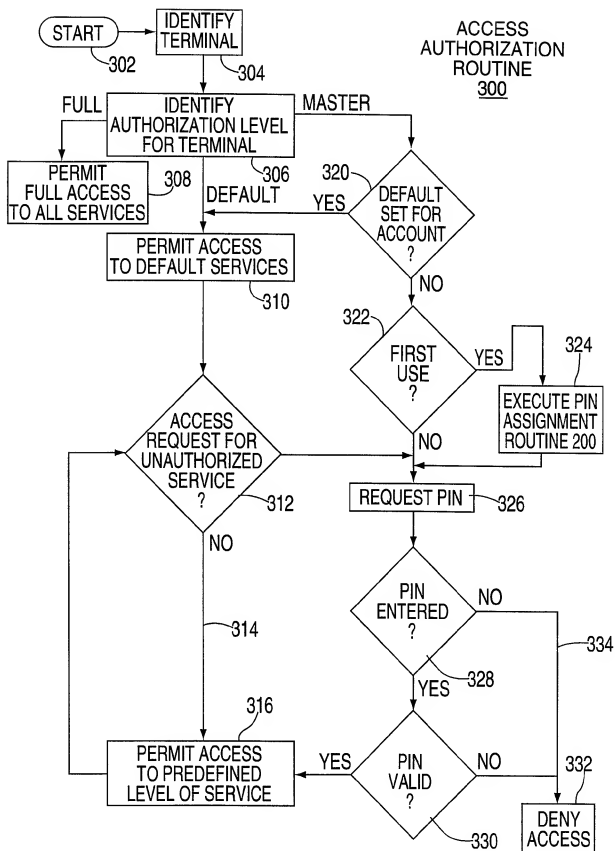 ACCESS
AUTHORIZATION
ROUTINE
300
START
302
IDENTIFY
TERMINAL
304
FULL
IDENTIFY
AUTHORIZATION LEVEL
FOR TERMINAL
306
MASTER
PERMIT
FULL ACCESS
TO ALL SERVICES
308
DEFAULT
YES
320
DEFAULT
SET FOR
ACCOUNT
?
NO
PERMIT ACCESS
TO DEFAULT SERVICES
310
322
FIRST
USE
?
YES
NO
324
EXECUTE PIN
ASSIGNMENT
ROUTINE 200
ACCESS
REQUEST FOR
UNAUTHORIZED
SERVICE
?
312
NO
REQUEST PIN
326
314
PIN
ENTERED
?
328
NO
YES
334
316
PERMIT ACCESS
TO PREDEFINED
LEVEL OF SERVICE
YES
PIN
VALID
?
330
NO
332
DENY
ACCESS